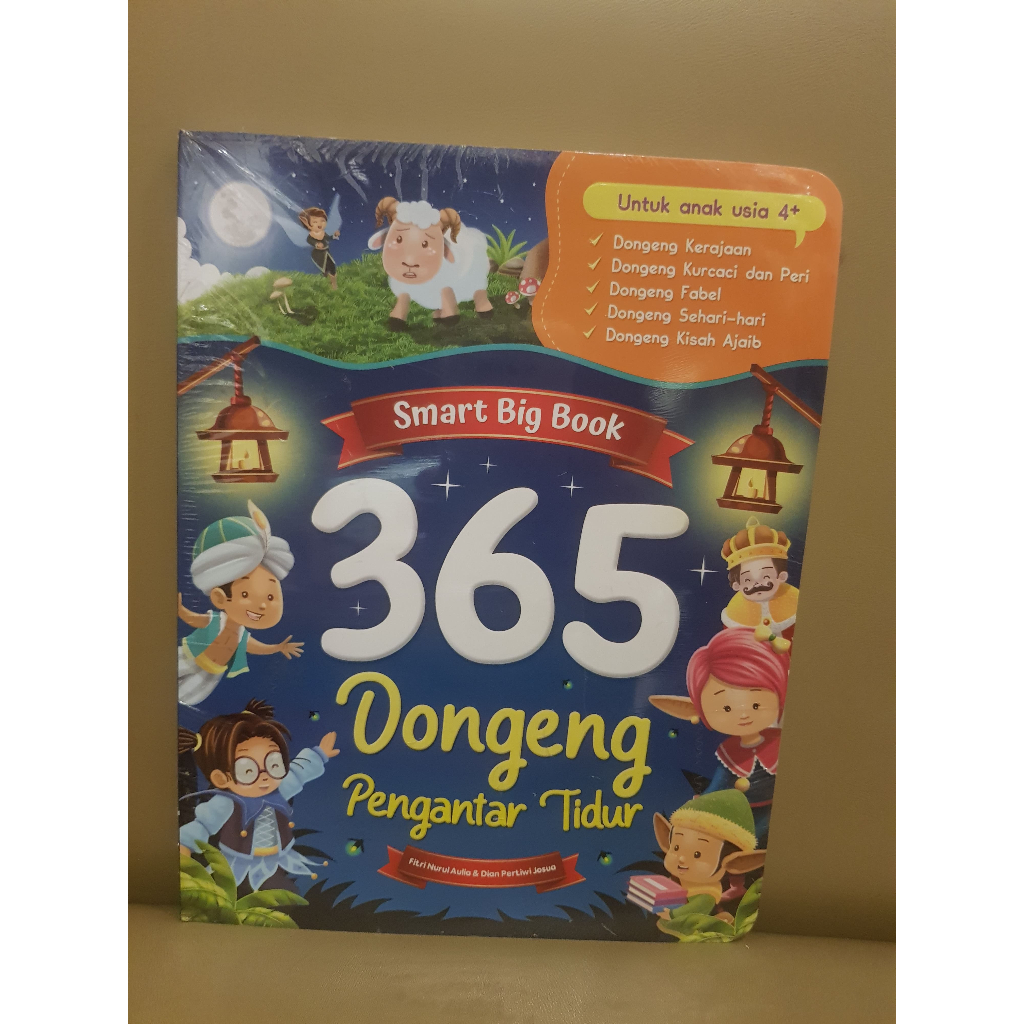 Untuk anak usia 4+
Dongeng Kerajaan
Dongeng Kurcaci dan Peri
Dongeng Fabel
Dongeng Sehari-hari
Dongeng Kisah Ajaib
Smart Big Book
365
Dongeng
Pengantar Tidur
Fitri Nurul Aulia & Dian Pertiwi Josua